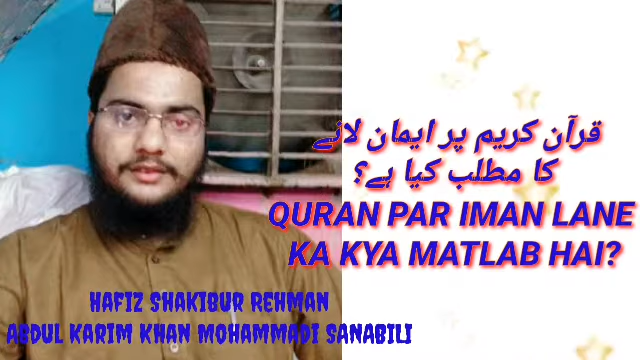 قرآن کریم پر ایمان لانے
کا مطلب کیا ہے؟
QURAN PAR IMAN LANE
KA KYA MATLAB HAI?
HAFIZ SHAKIBUR REHMAN
ABDUL KARIM KHAN MOHAMMADI SANABILI